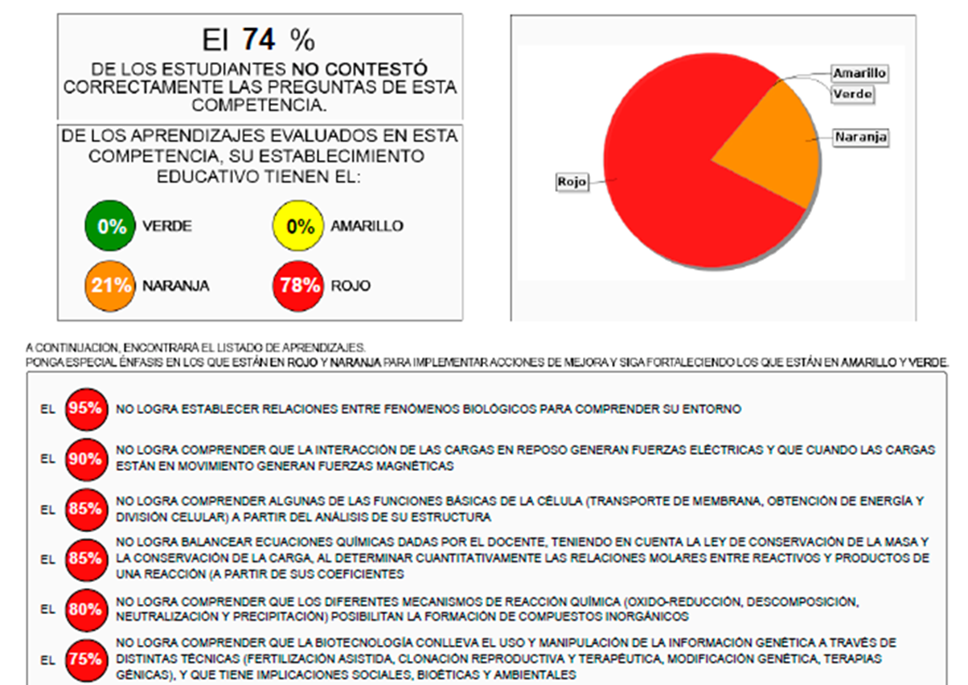 El 74 %
DE LOS ESTUDIANTES NO CONTESTÓ
CORRECTAMENTE LAS PREGUNTAS DE ESTA
COMPETENCIA.
DE LOS APRENDIZAJES EVALUADOS EN ESTA
COMPETENCIA, SU ESTABLECIMIENTO
EDUCATIVO TIENEN EL:
0% VERDE
0% AMARILLO
21% NARANJA
78% ROJO
Amarillo
Verde
Naranja
Rojo
A CONTINUACIÓN, ENCONTRARÁ EL LISTADO DE APRENDIZAJES.
PONGA ESPECIAL ÉNFASIS EN LOS QUE ESTÁN EN ROJO Y NARANJA PARA IMPLEMENTAR ACCIONES DE MEJORA Y SIGA FORTALECIENDO LOS QUE ESTÁN EN AMARILLO Y VERDE.
EL 95% NO LOGRA ESTABLECER RELACIONES ENTRE FENÓMENOS BIOLÓGICOS PARA COMPRENDER SU ENTORNO
EL 90% NO LOGRA COMPRENDER QUE LA INTERACCIÓN DE LAS CARGAS EN REPOSO GENERAN FUERZAS ELÉCTRICAS Y QUE CUANDO LAS CARGAS
ESTÁN EN MOVIMIENTO GENERAN FUERZAS MAGNÉTICAS
EL 85% NO LOGRA COMPRENDER ALGUNAS DE LAS FUNCIONES BÁSICAS DE LA CÉLULA (TRANSPORTE DE MEMBRANA, OBTENCIÓN DE ENERGÍA Y
DIVISIÓN CELULAR) A PARTIR DEL ANÁLISIS DE SU ESTRUCTURA
EL 85% NO LOGRA BALANCEAR ECUACIONES QUÍMICAS DADAS POR EL DOCENTE, TENIENDO EN CUENTA LA LEY DE CONSERVACIÓN DE LA MASA Y
LA CONSERVACIÓN DE LA CARGA, AL DETERMINAR CUANTITATIVAMENTE LAS RELACIONES MOLARES ENTRE REACTIVOS Y PRODUCTOS DE
UNA REACCIÓN (A PARTIR DE SUS COEFICIENTES
EL 80% NO LOGRA COMPRENDER QUE LOS DIFERENTES MECANISMOS DE REACCIÓN QUÍMICA (OXIDO-REDUCCIÓN, DESCOMPOSICIÓN,
NEUTRALIZACIÓN Y PRECIPITACIÓN) POSIBILITAN LA FORMACIÓN DE COMPUESTOS INORGÁNICOS
EL 75% NO LOGRA COMPRENDER QUE LA BIOTECNOLOGÍA CONLLEVA EL USO Y MANIPULACIÓN DE LA INFORMACIÓN GENÉTICA A TRAVÉS DE
DISTINTAS TÉCNICAS (FERTILIZACIÓN ASISTIDA, CLONACIÓN REPRODUCTIVA Y TERAPÉUTICA, MODIFICACIÓN GENÉTICA, TERAPIAS
GÉNICAS), Y QUE TIENE IMPLICACIONES SOCIALES, BIOÉTICAS Y AMBIENTALES